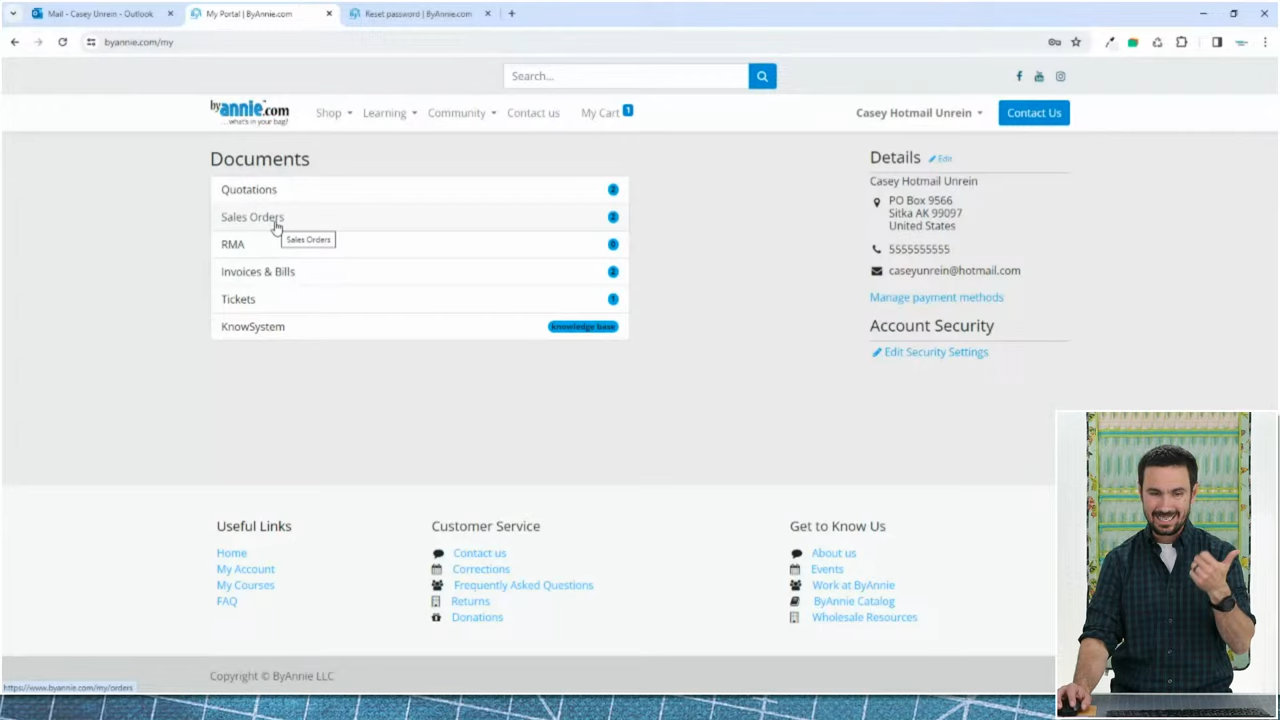 Mail - Casey Unrein - Outlook
My Portal | ByAnnie.com
Reset password | ByAnnie.com
byannie.com/my
Search...
byannie.com
...what's in your bag?
Shop
Learning
Community
Contact us
My Cart 1
Casey Hotmail Unrein
Contact Us
Documents
Quotations 2
Sales Orders 2
Sales Orders
RMA 0
Invoices & Bills 2
Tickets 1
KnowSystem knowledge base
Details Edit
Casey Hotmail Unrein
PO Box 9566
Sitka AK 99097
United States
5555555555
caseyunrein@hotmail.com
Manage payment methods
Account Security
Edit Security Settings
Useful Links
Home
My Account
My Courses
FAQ
Customer Service
Contact us
Corrections
Frequently Asked Questions
Returns
Donations
Get to Know Us
About us
Events
Work at ByAnnie
ByAnnie Catalog
Wholesale Resources
Copyright © ByAnnie LLC
https://www.byannie.com/my/orders